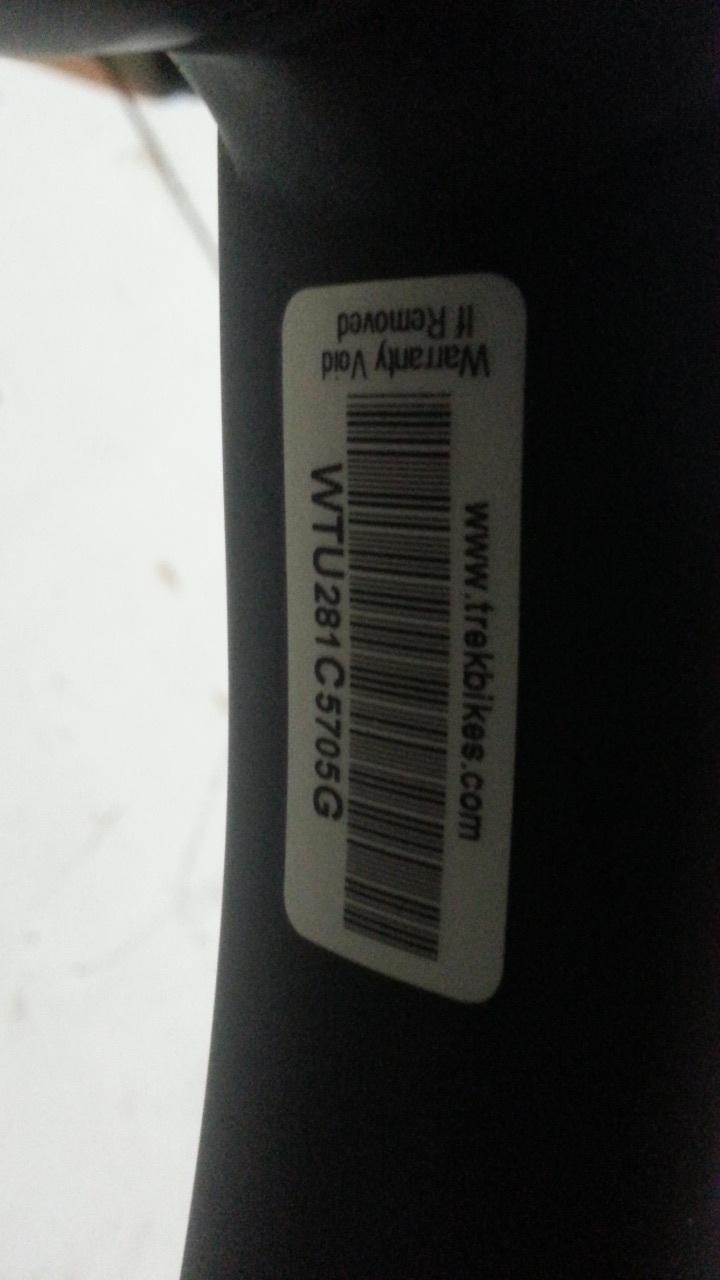 Warranty Void
If Removed
www.trekbikes.com
WTU281C5705G